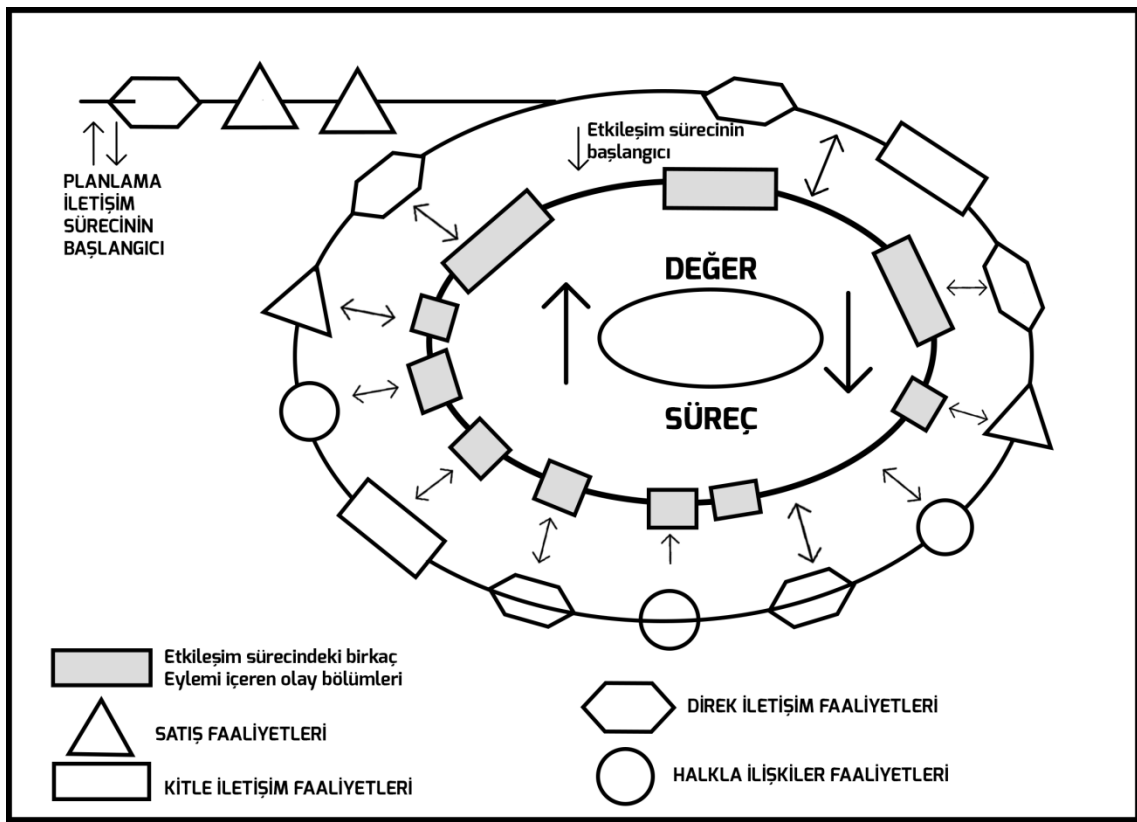 Etkileşim sürecinin
başlangıcı
PLANLAMA
İLETİŞİM
SÜRECİNİN
BAŞLANGICI
DEĞER
SÜREÇ
Etkileşim sürecindeki birkaç
Eylemi içeren olay bölümleri
SATIŞ FAALİYETLERİ
KİTLE İLETİŞİM FAALİYETLERİ
DİREK İLETİŞİM FAALİYETLERİ
HALKLA İLİŞKİLER FAALİYETLERİ